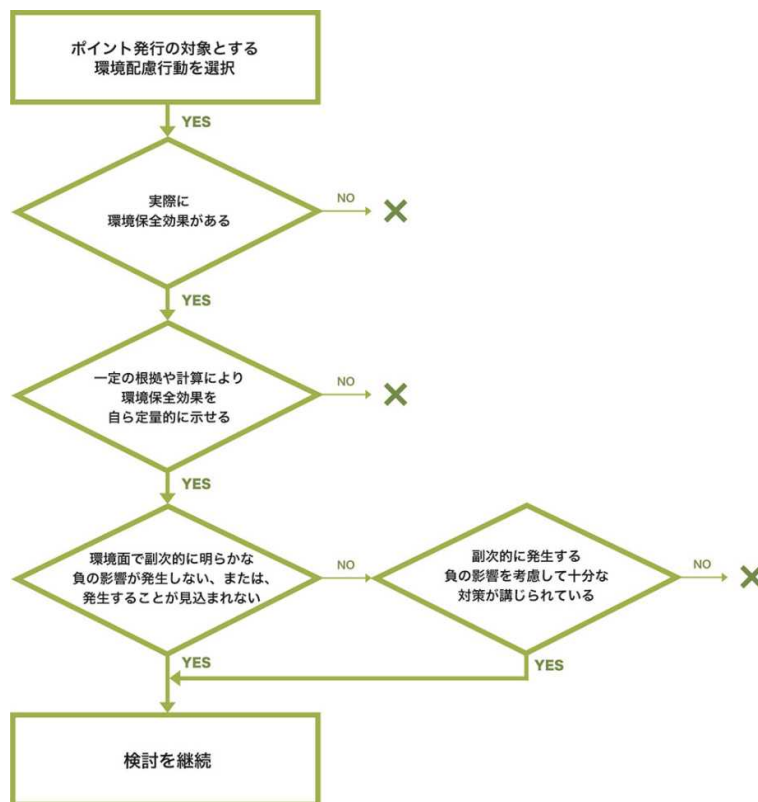 ポイント発行の対象とする
環境配慮行動を選択
YES
実際に
環境保全効果がある
NO
YES
一定の根拠や計算により
環境保全効果を
自ら定量的に示せる
NO
YES
環境面で副次的に明らかな
負の影響が発生しない、または、
発生することが見込まれない
NO
副次的に発生する
負の影響を考慮して十分な
対策が講じられている
NO
YES
YES
検討を継続